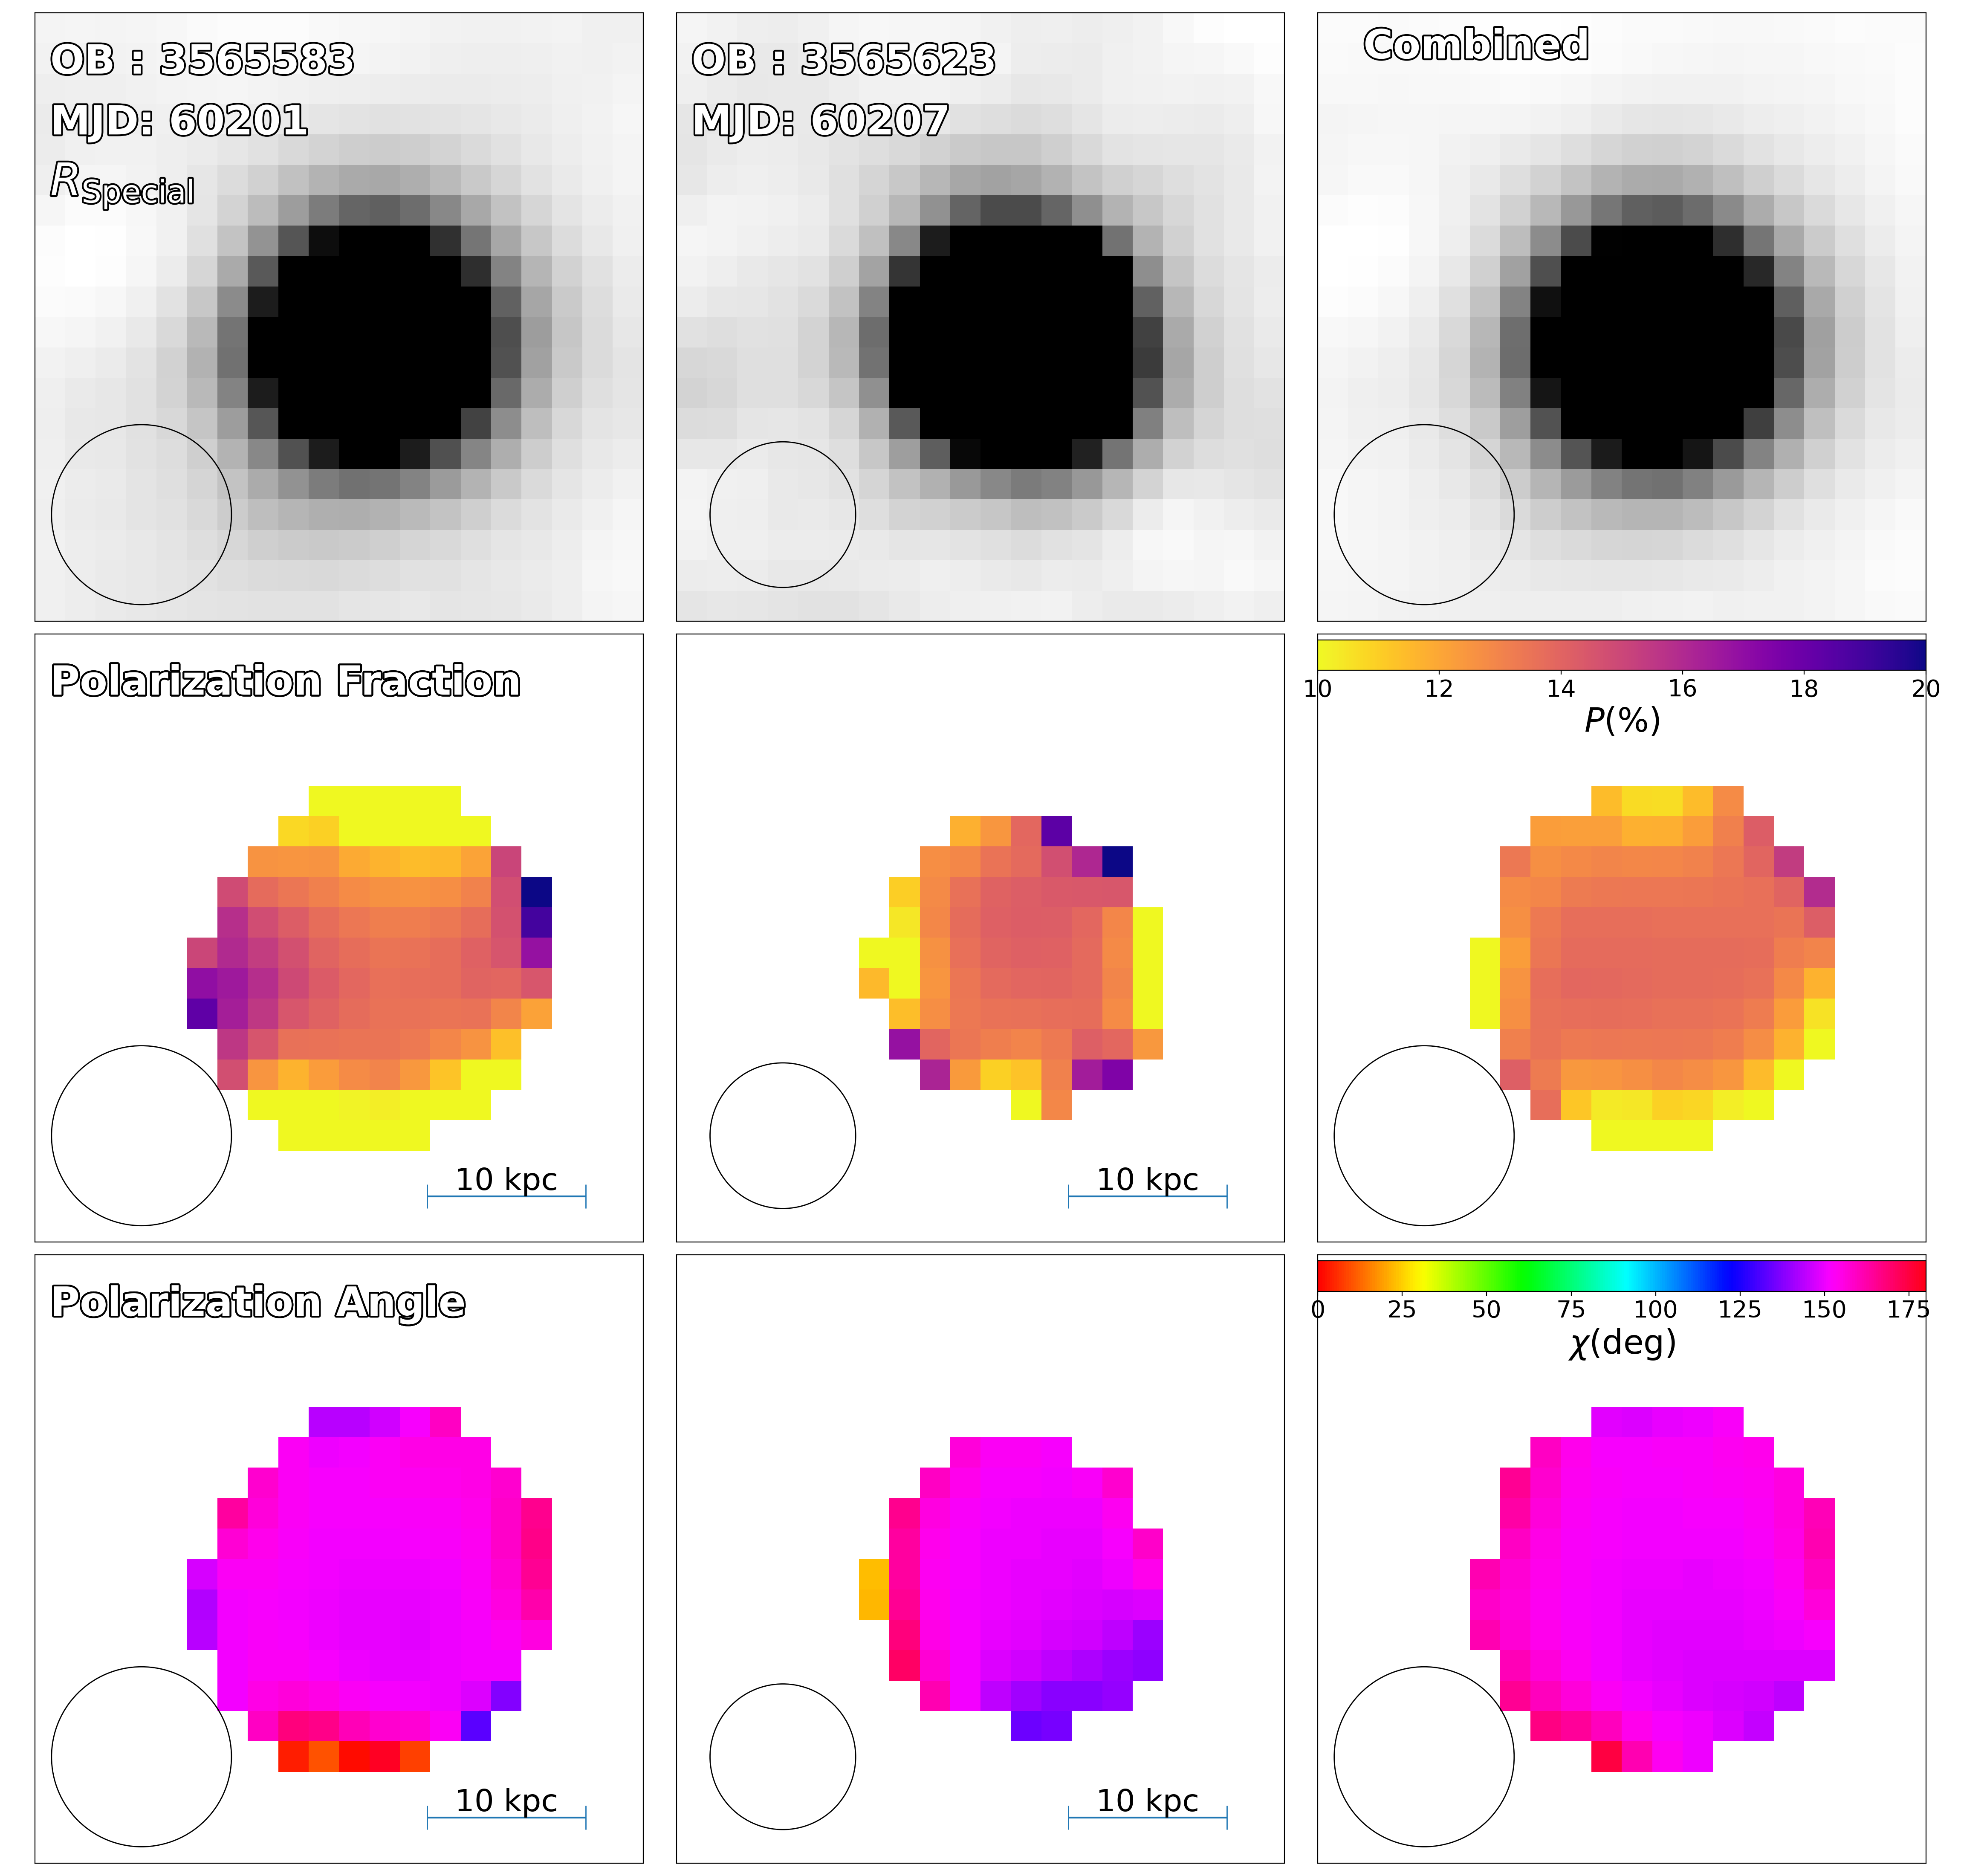 OB : 3565583
MJD: 60201
R_Special
OB : 3565623
MJD: 60207
Combined
Polarization Fraction
10 kpc
10 kpc
10 12 14 16 18 20
P(%)
Polarization Angle
10 kpc
10 kpc
0 25 50 75 100 125 150 175
χ(deg)